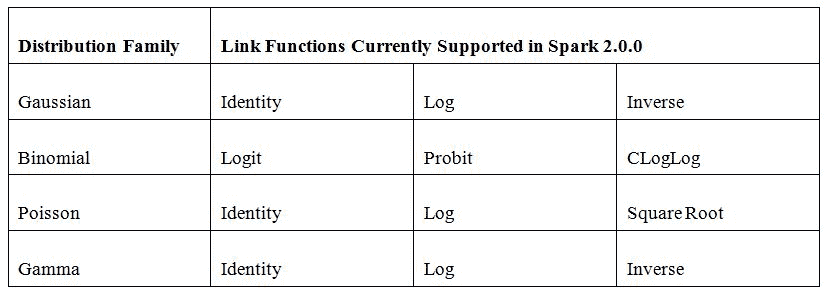 Distribution Family Link Functions Currently Supported in Spark 2.0.0
Gaussian Identity Log Inverse
Binomial Logit Probit CLogLog
Poisson Identity Log Square Root
Gamma Identity Log Inverse